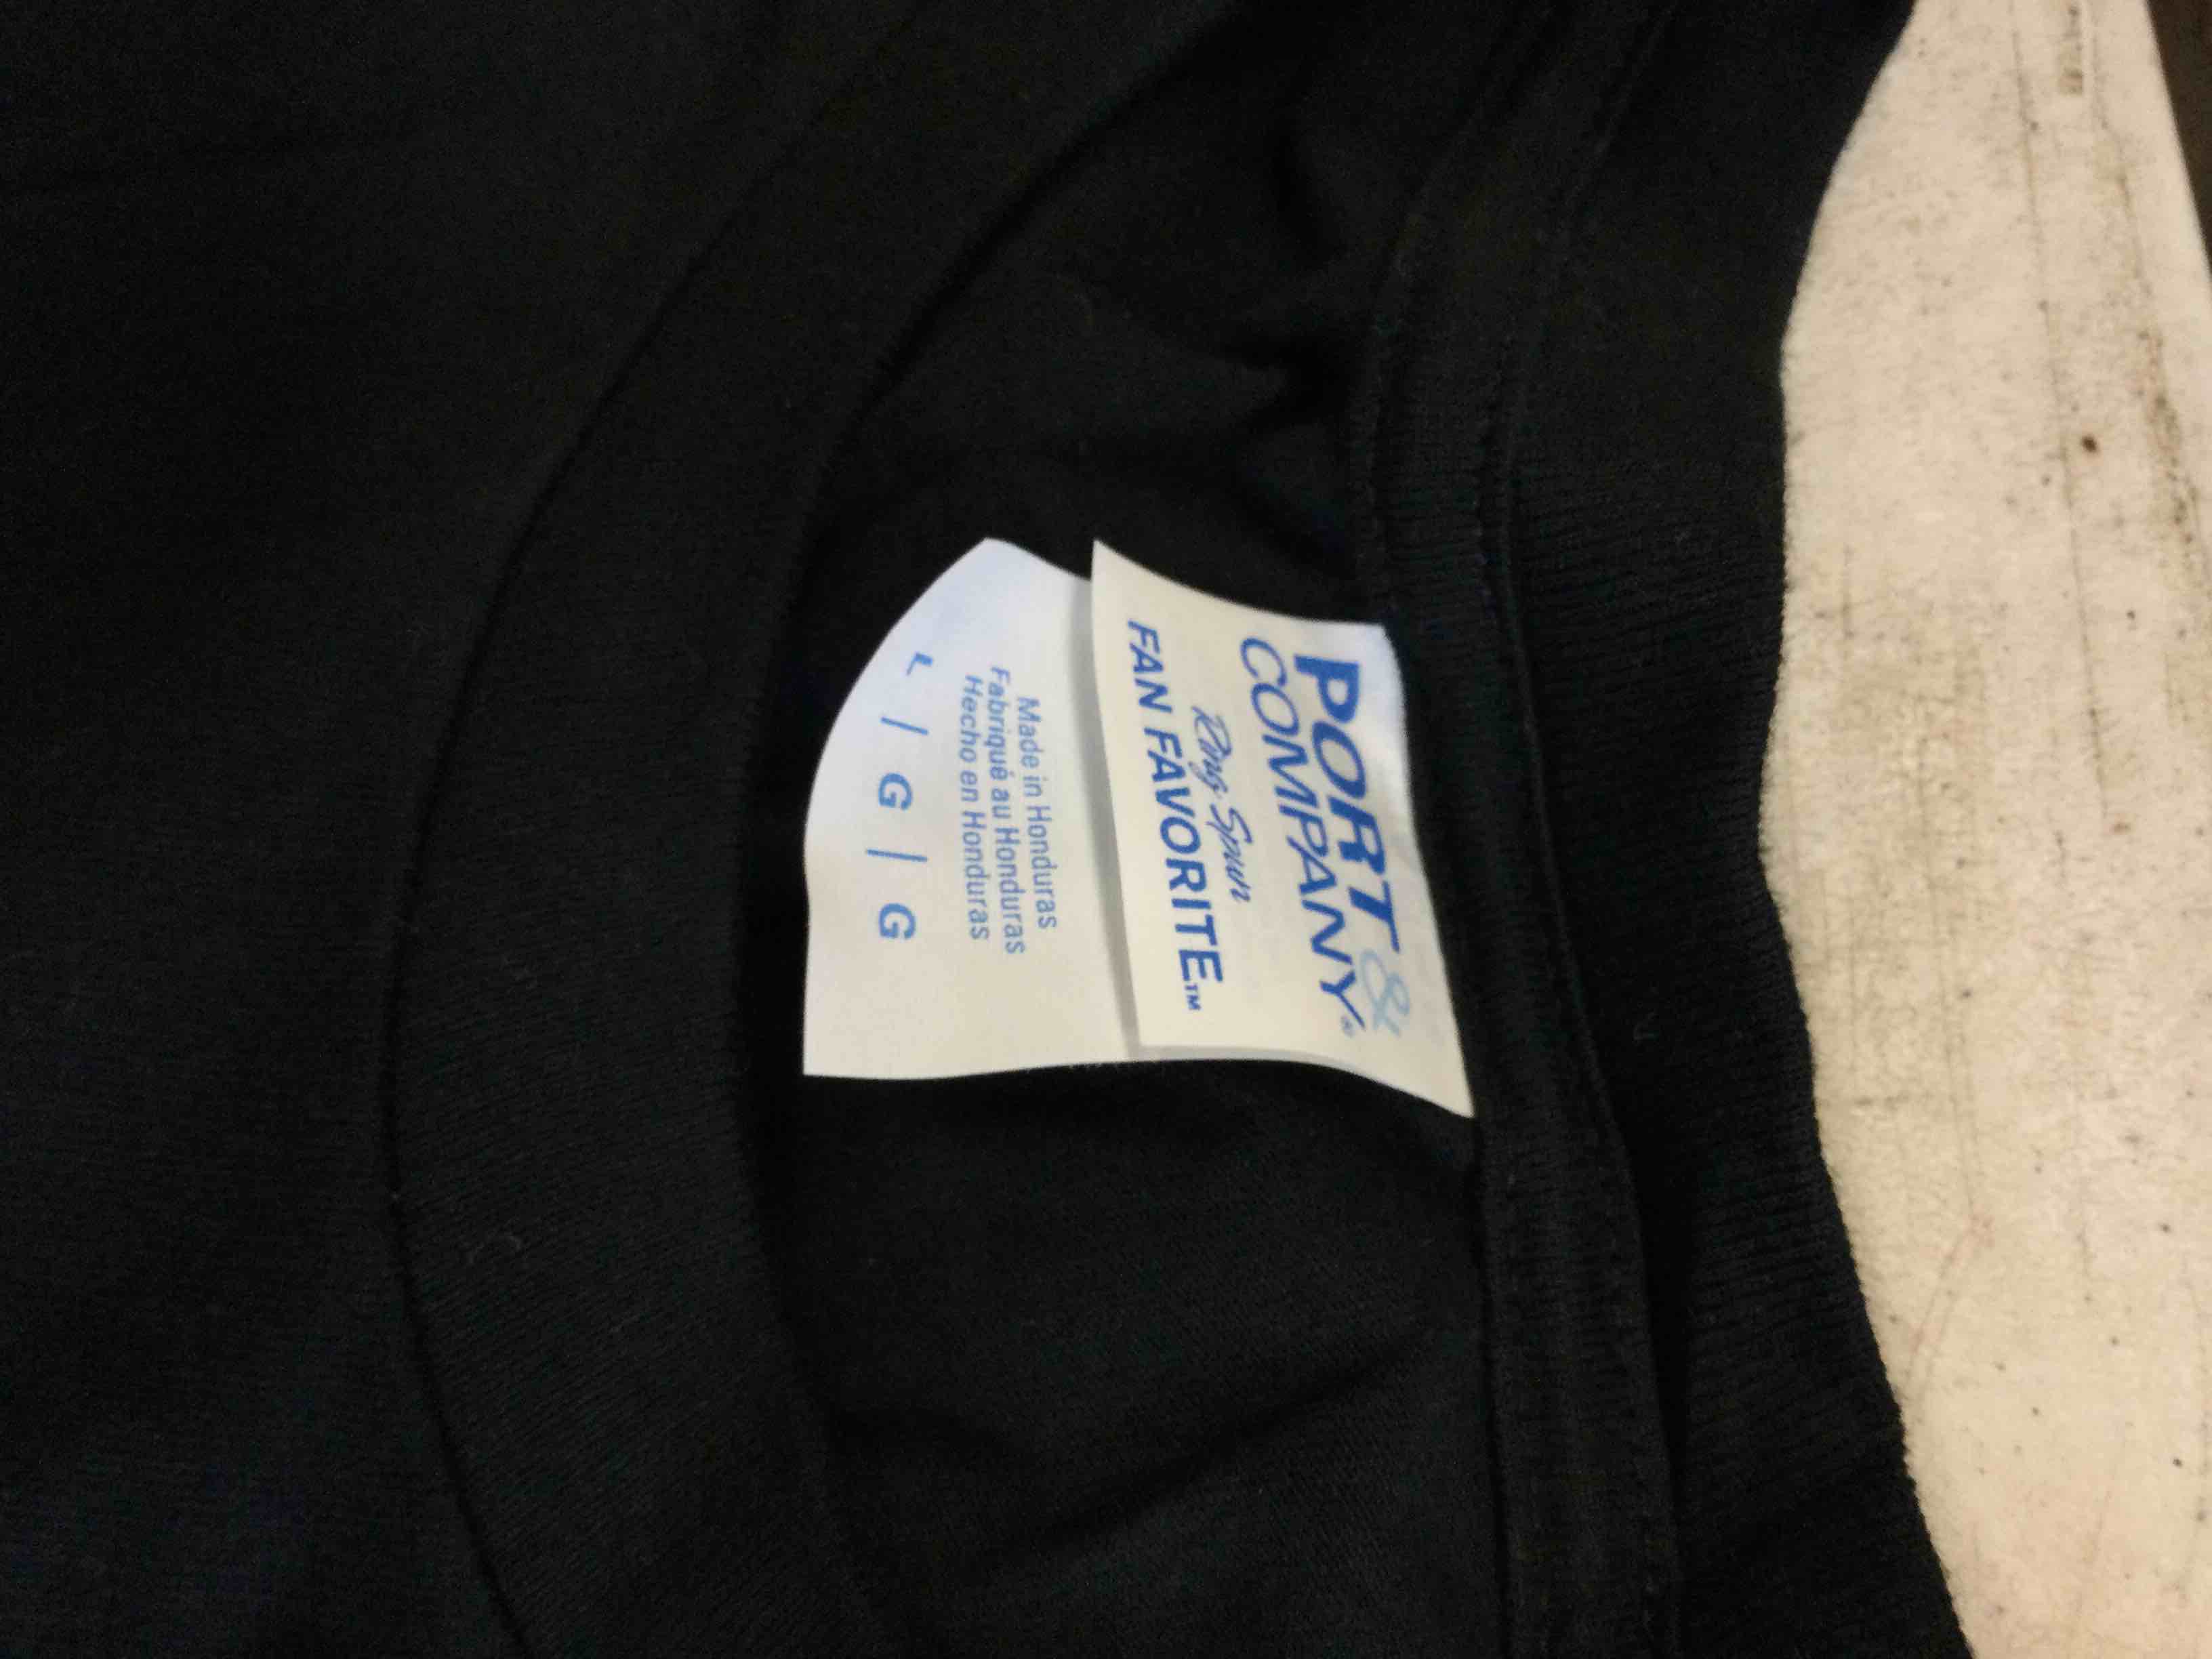 PORT &
COMPANY®
Ring Spun
FAN FAVORITE™
Made in Honduras
Fabriqué au Honduras
Hecho en Honduras
L / G / G